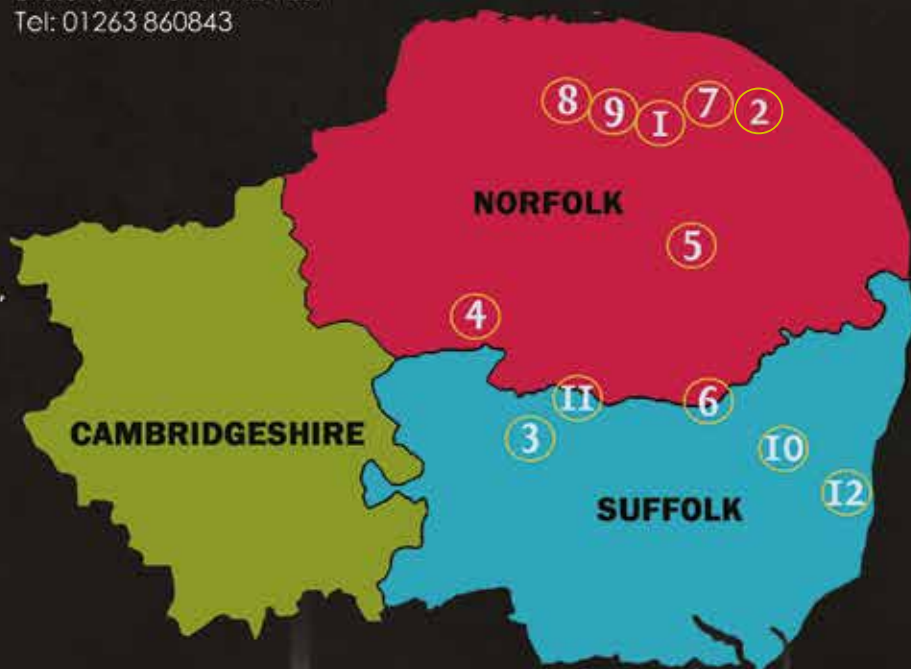 Tel: 01263 860843
8 9 1 7 2
NORFOLK
5
4
11 6
CAMBRIDGESHIRE 3 10
12
SUFFOLK